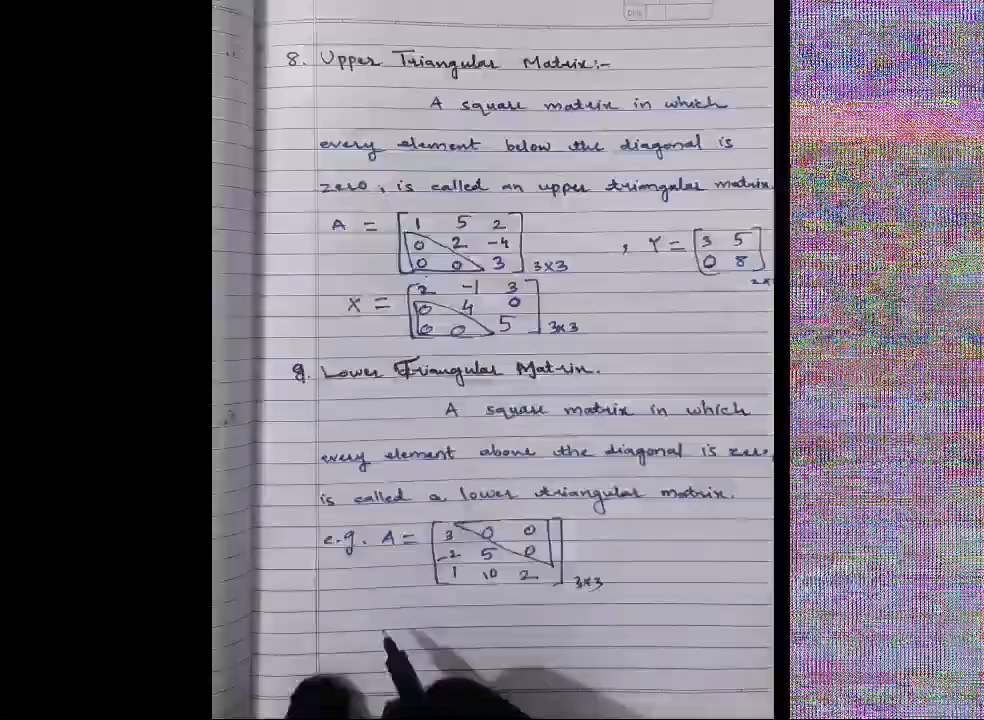 DATE
8. Upper Triangular Matrix:-
A square matrix in which
every element below the diagonal is
zero, is called an upper triangular matrix.
A = [1 5 2
0 2 -4
0 0 3] 3×3
, Y = [3 5
0 8]
X = [2 -1 3
0 4 0
0 0 5] 3×3
9. Lower Triangular Matrix.
A square matrix in which
every element above the diagonal is zero,
is called a lower triangular matrix.
e.g. A = [3 0 0
-2 5 0
1 10 2] 3×3